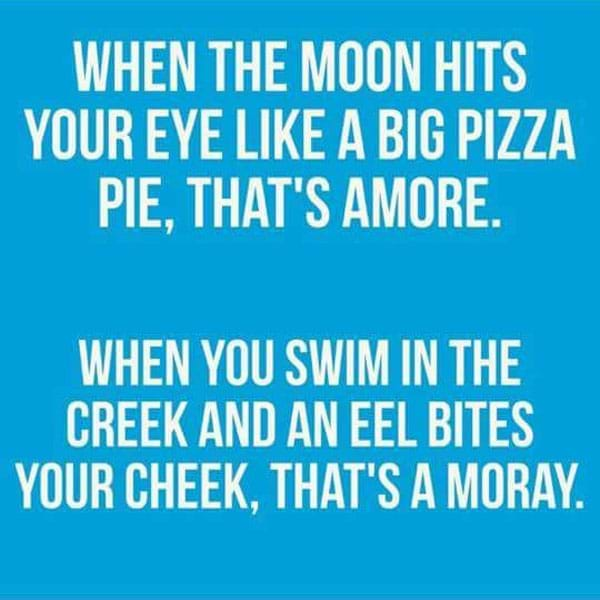 WHEN THE MOON HITS
YOUR EYE LIKE A BIG PIZZA
PIE, THAT'S AMORE.
WHEN YOU SWIM IN THE
CREEK AND AN EEL BITES
YOUR CHEEK, THAT'S A MORAY.